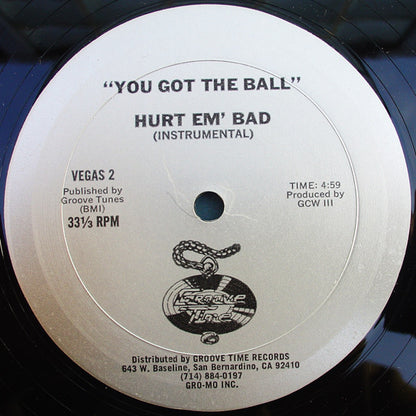 "YOU GOT THE BALL"
HURT EM' BAD
(INSTRUMENTAL)
VEGAS 2
Published by
Groove Tunes
(BMI)
33⅓ RPM
TIME: 4:59
Produced by
GCW III
Groove
Time
Distributed by GROOVE TIME RECORDS
643 W. Baseline, San Bernardino, CA 92410
(714) 884-0197
GRO-MO INC.